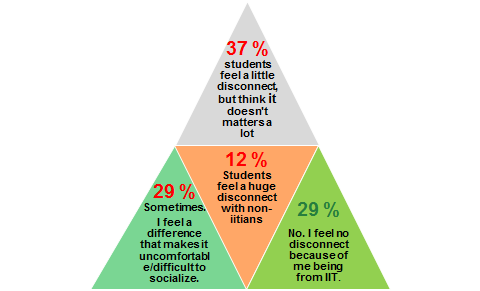 37 %
students
feel a little
disconnect,
but think it
doesn't
matters a
lot
12 %
Students
feel a huge
disconnect
with non-
iitians
29 %
Sometimes.
I feel a
difference
that makes it
uncomfortabl
e/difficult to
socialize.
29 %
No. I feel no
disconnect
because of
me being
from IIT.